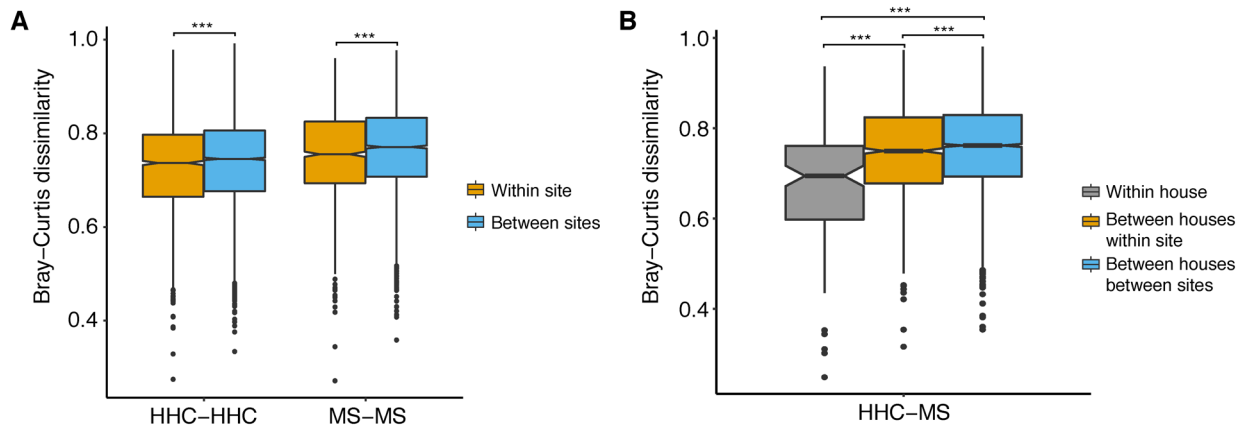 A
Bray–Curtis dissimilarity
1.0
0.8
0.6
0.4
***
***
HHC–HHC
MS–MS
Within site
Between sites
B
Bray–Curtis dissimilarity
1.0
0.8
0.6
0.4
***
***
***
HHC–MS
Within house
Between houses
within site
Between houses
between sites